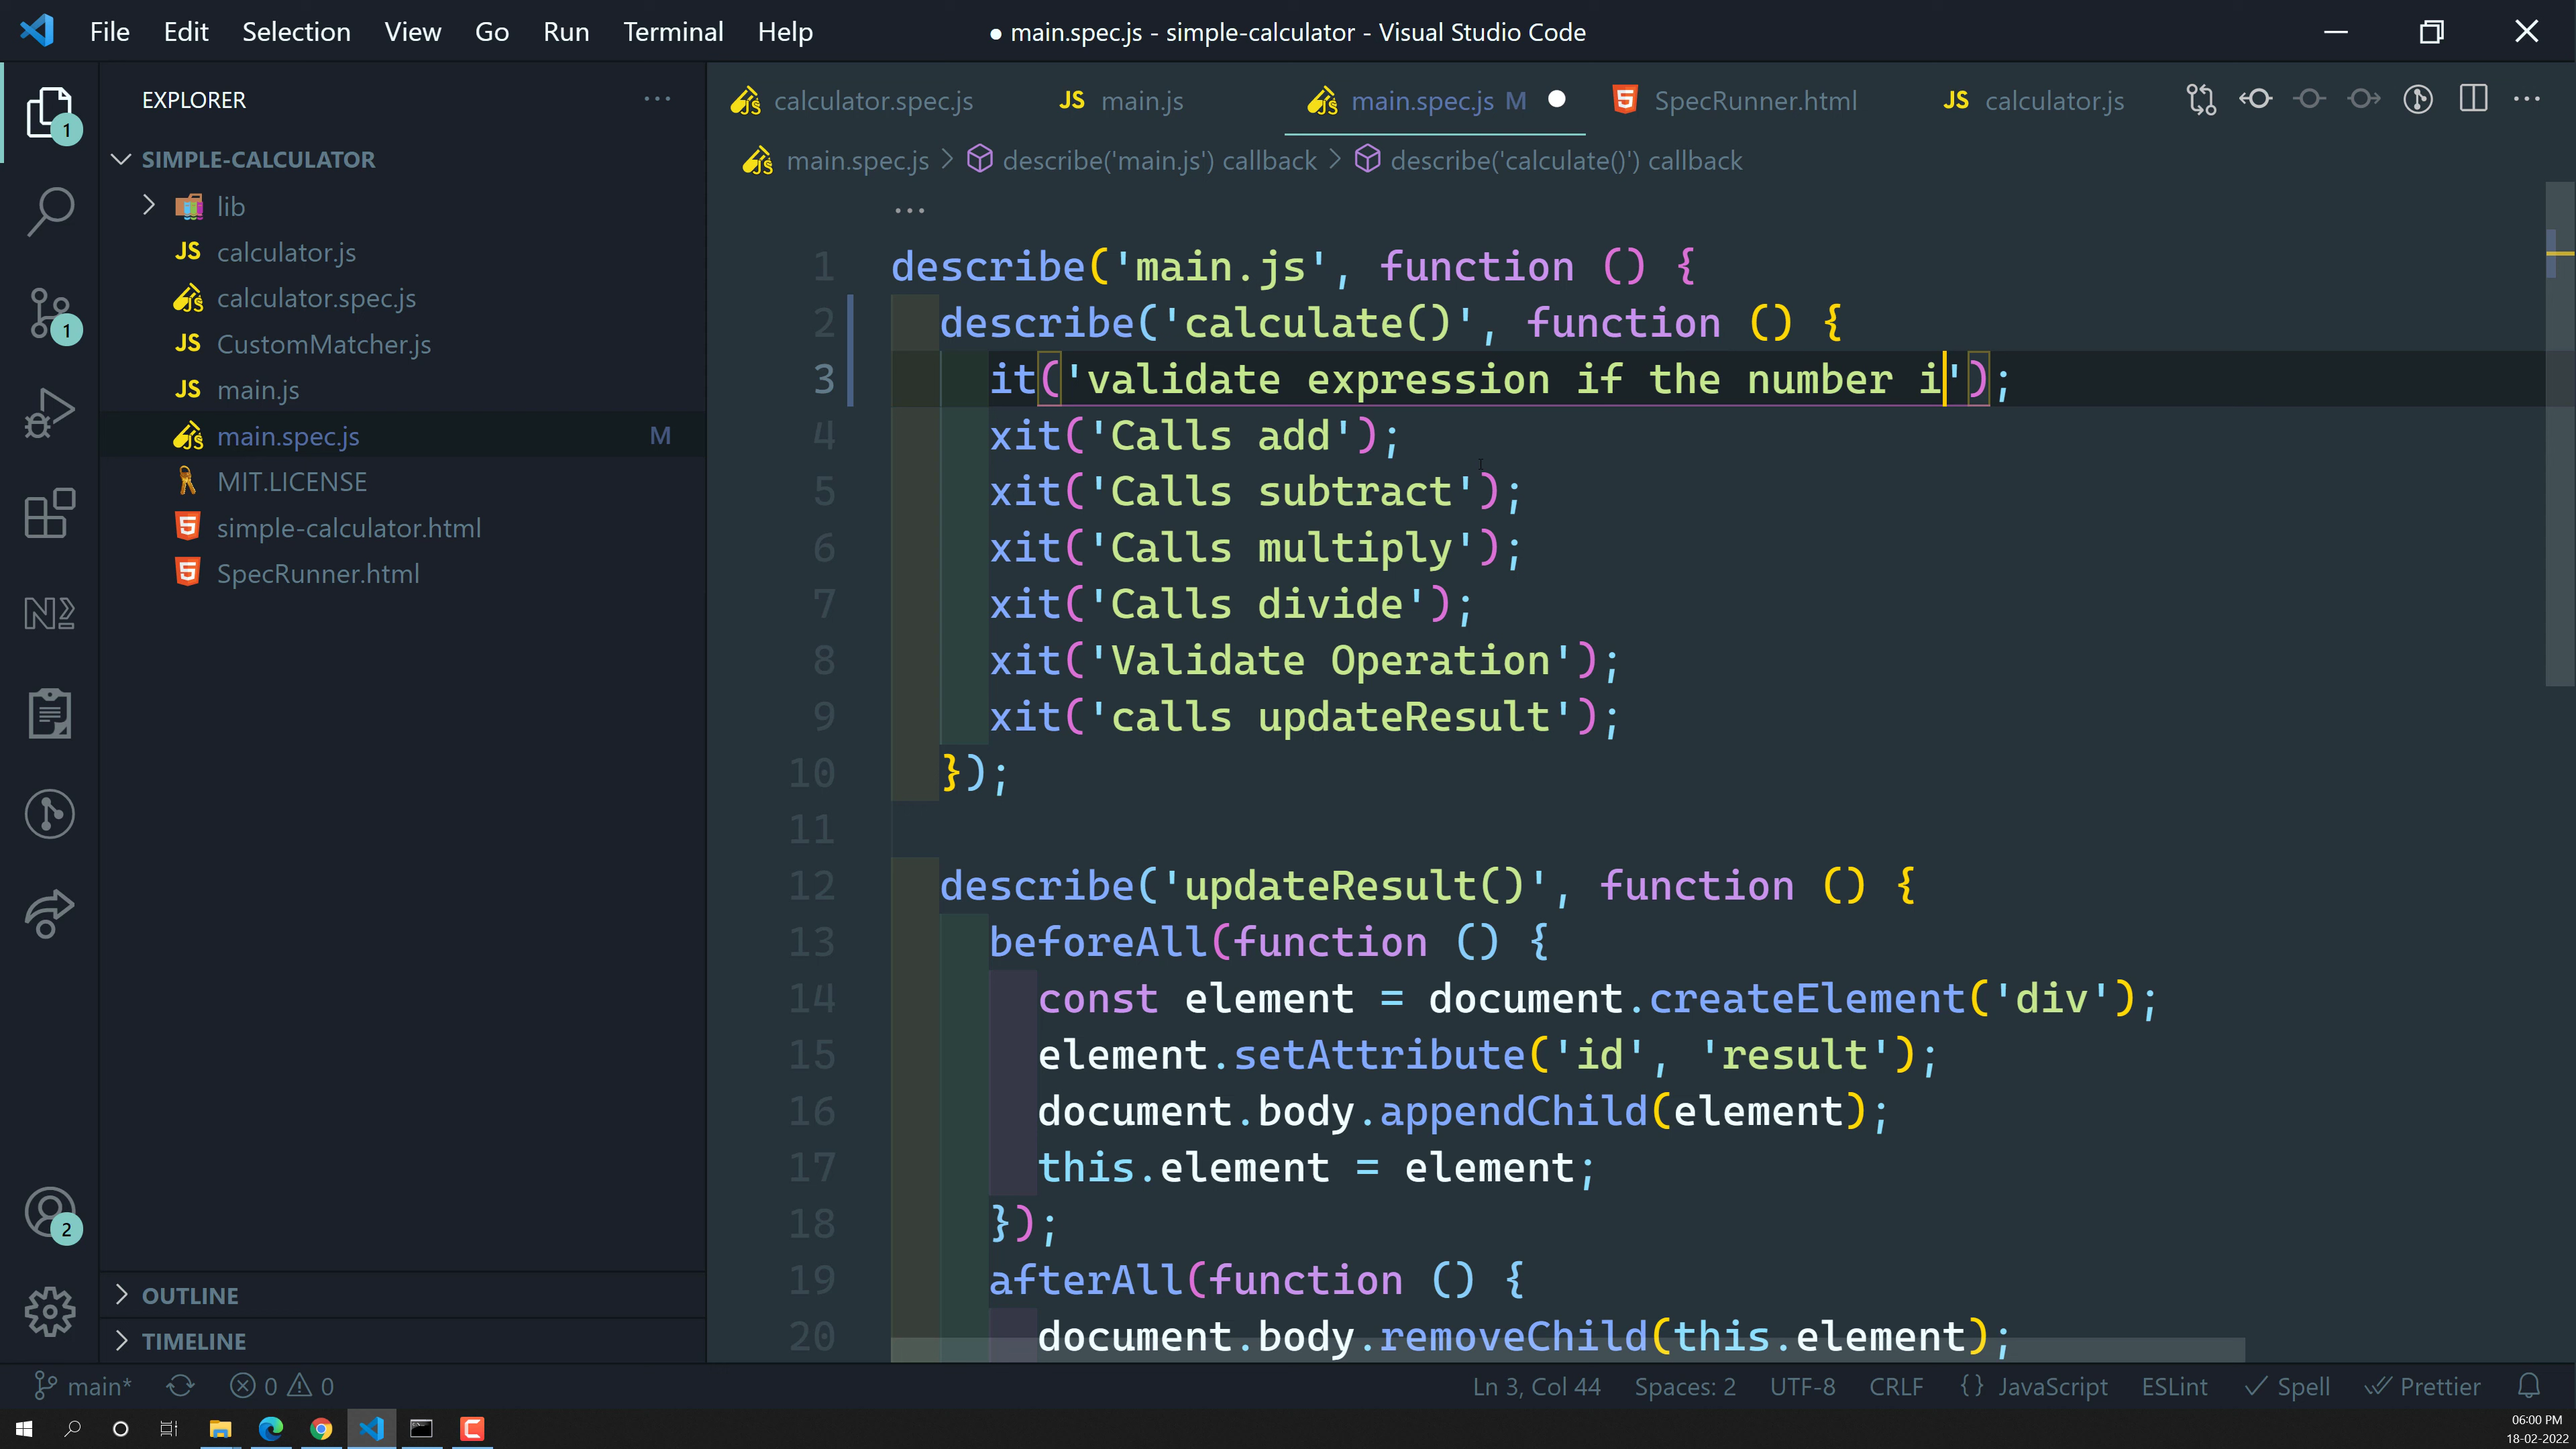 File Edit Selection View Go Run Terminal Help
● main.spec.js - simple-calculator - Visual Studio Code
EXPLORER
SIMPLE-CALCULATOR
lib
JS calculator.js
calculator.spec.js
JS CustomMatcher.js
JS main.js
main.spec.js M
MIT.LICENSE
simple-calculator.html
SpecRunner.html
OUTLINE
TIMELINE
1
1
2
calculator.spec.js JS main.js main.spec.js M ● SpecRunner.html JS calculator.js
main.spec.js > describe('main.js') callback > describe('calculate()') callback
...
1 describe('main.js', function () {
2 describe('calculate()', function () {
3 it('validate expression if the number i');
4 xit('Calls add');
5 xit('Calls subtract');
6 xit('Calls multiply');
7 xit('Calls divide');
8 xit('Validate Operation');
9 xit('calls updateResult');
10 });
11
12 describe('updateResult()', function () {
13 beforeAll(function () {
14 const element = document.createElement('div');
15 element.setAttribute('id', 'result');
16 document.body.appendChild(element);
17 this.element = element;
18 });
19 afterAll(function () {
20 document.body.removeChild(this.element);
main* 0 0 Ln 3, Col 44 Spaces: 2 UTF-8 CRLF {} JavaScript ESLint Spell Prettier
06:00 PM
18-02-2022